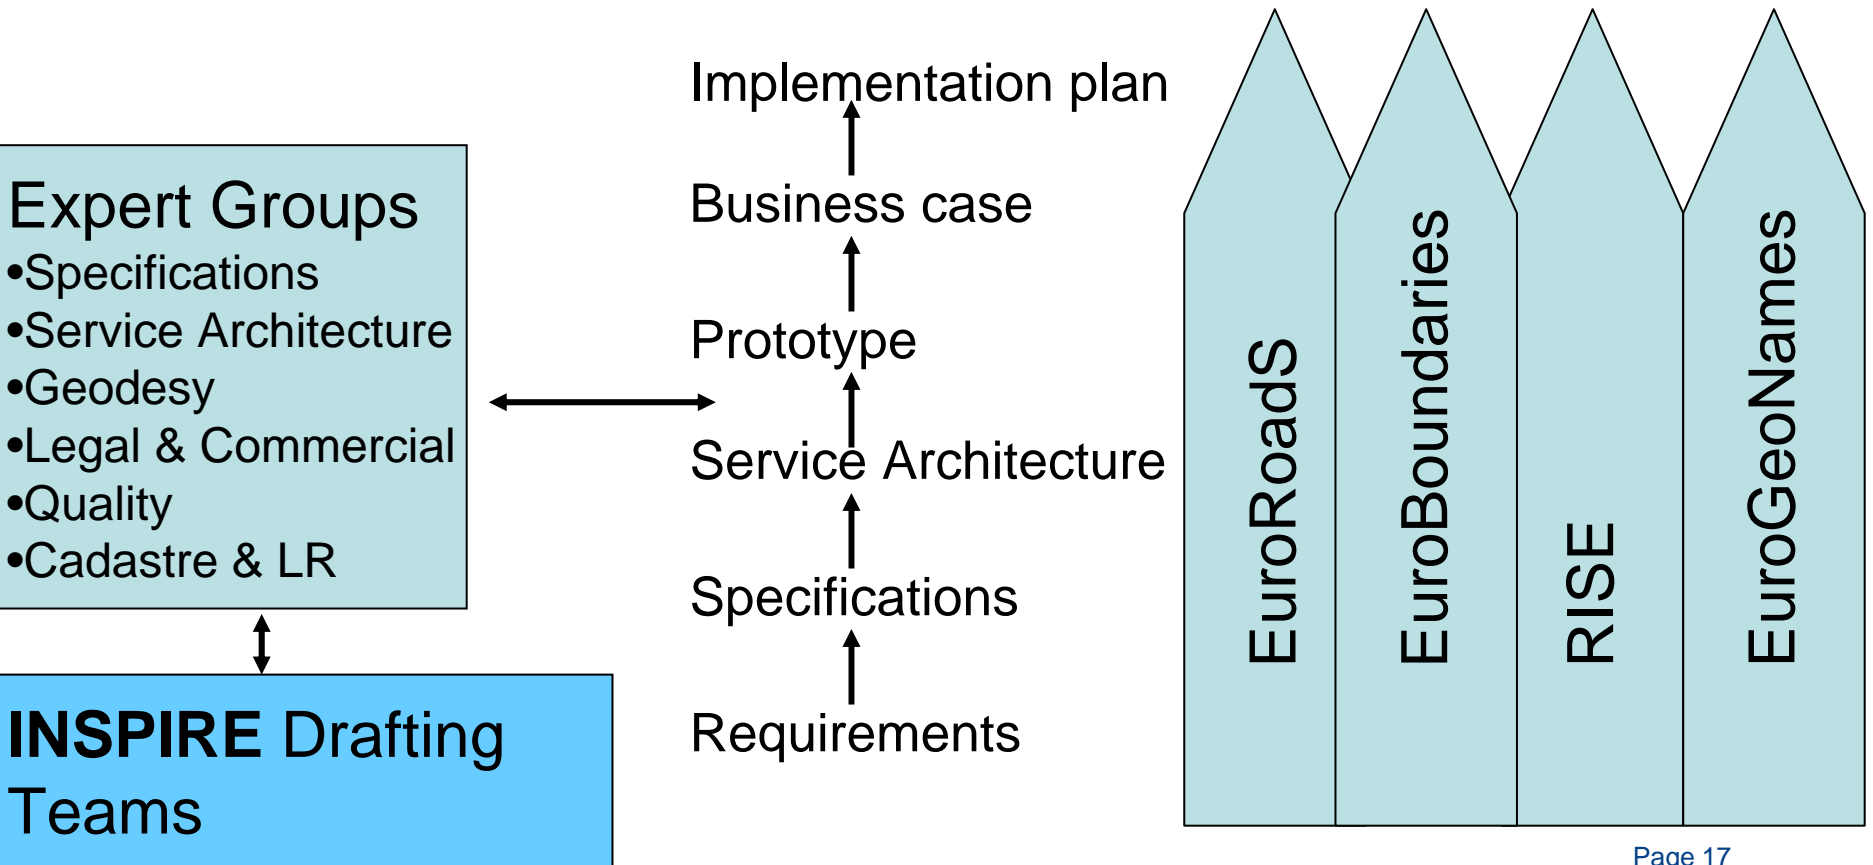 Expert Groups
•Specifications
•Service Architecture
•Geodesy
•Legal & Commercial
•Quality
•Cadastre & LR
INSPIRE Drafting
Teams
Implementation plan
Business case
Prototype
Service Architecture
Specifications
Requirements
EuroRoadS
EuroBoundaries
RISE
EuroGeoNames
Page 17